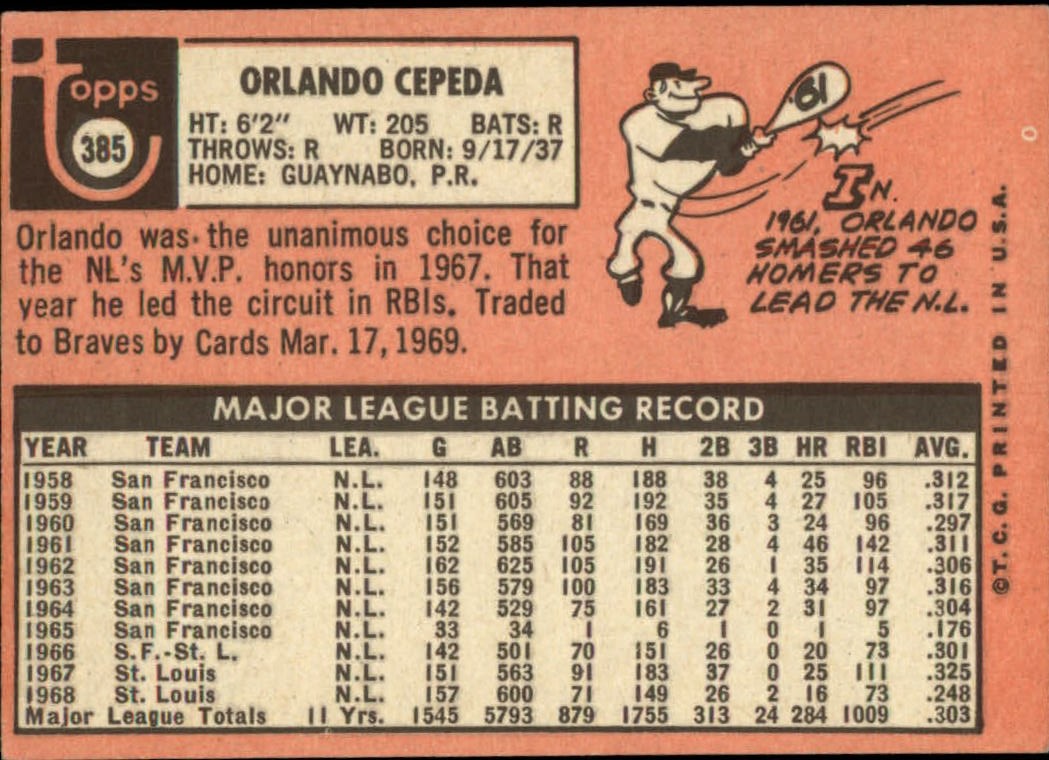 topps
385
ORLANDO CEPEDA
HT: 6'2" WT: 205 BATS: R
THROWS: R BORN: 9/17/37
HOME: GUAYNABO, P.R.
Orlando was the unanimous choice for
the NL's M.V.P. honors in 1967. That
year he led the circuit in RBIs. Traded
to Braves by Cards Mar. 17, 1969.
61
IN
1961, ORLANDO
SMASHED 46
HOMERS TO
LEAD THE N.L.
MAJOR LEAGUE BATTING RECORD
YEAR TEAM LEA. G AB R H 2B 3B HR RBI AVG.
1958 San Francisco N.L. 148 603 88 188 38 4 25 96 .312
1959 San Francisco N.L. 151 605 92 192 35 4 27 105 .317
1960 San Francisco N.L. 151 569 81 169 36 3 24 96 .297
1961 San Francisco N.L. 152 585 105 182 28 4 46 142 .311
1962 San Francisco N.L. 162 625 105 191 26 1 35 114 .306
1963 San Francisco N.L. 156 579 100 183 33 4 34 97 .316
1964 San Francisco N.L. 142 529 75 161 27 2 31 97 .304
1965 San Francisco N.L. 33 34 1 6 1 0 1 5 .176
1966 S.F.-St. L. N.L. 142 501 70 151 26 0 20 73 .301
1967 St. Louis N.L. 151 563 91 183 37 0 25 111 .325
1968 St. Louis N.L. 157 600 71 149 26 2 16 73 .248
Major League Totals 11 Yrs. 1545 5793 879 1755 313 24 284 1009 .303
©T. C. G. PRINTED IN U.S.A.